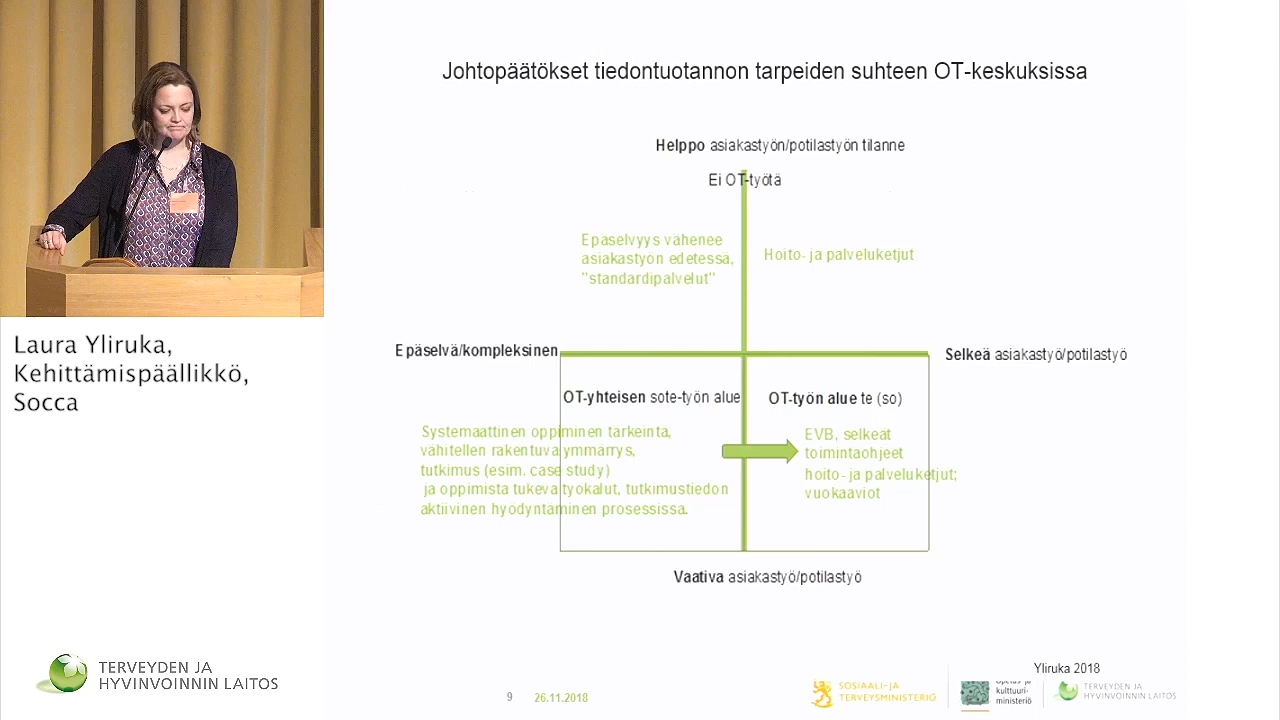 Johtopäätökset tiedontuotannon tarpeiden suhteen OT-keskuksissa
Helppo asiakastyön/potilastyön tilanne
Ei OT-työtä
Epäselvyys vähenee
asiakastyön edetessä,
"standardipalvelut"
Hoito- ja palveluketjut
Epäselvä/kompleksinen
Selkeä asiakastyö/potilastyö
OT-yhteisen sote-työn alue
OT-työn alue te (so)
Systemaattinen oppiminen tärkeintä,
vähitellen rakentuva ymmärrys,
tutkimus (esim. case study)
ja oppimista tukeva työkalut, tutkimustiedon
aktiivinen hyödyntäminen prosessissa.
EVB, selkeät
toimintaohjeet
hoito- ja palveluketjut;
vuokaaviot
Vaativa asiakastyö/potilastyö
Laura Yliruka,
Kehittämispäällikkö,
Socca
TERVEYDEN JA
HYVINVOINNIN LAITOS
Yliruka 2018
9 26.11.2018
SOSIAALI- JA
TERVEYSMINISTERIÖ
Opetus- ja
kulttuuri-
ministeriö
TERVEYDEN JA
HYVINVOINNIN LAITOS